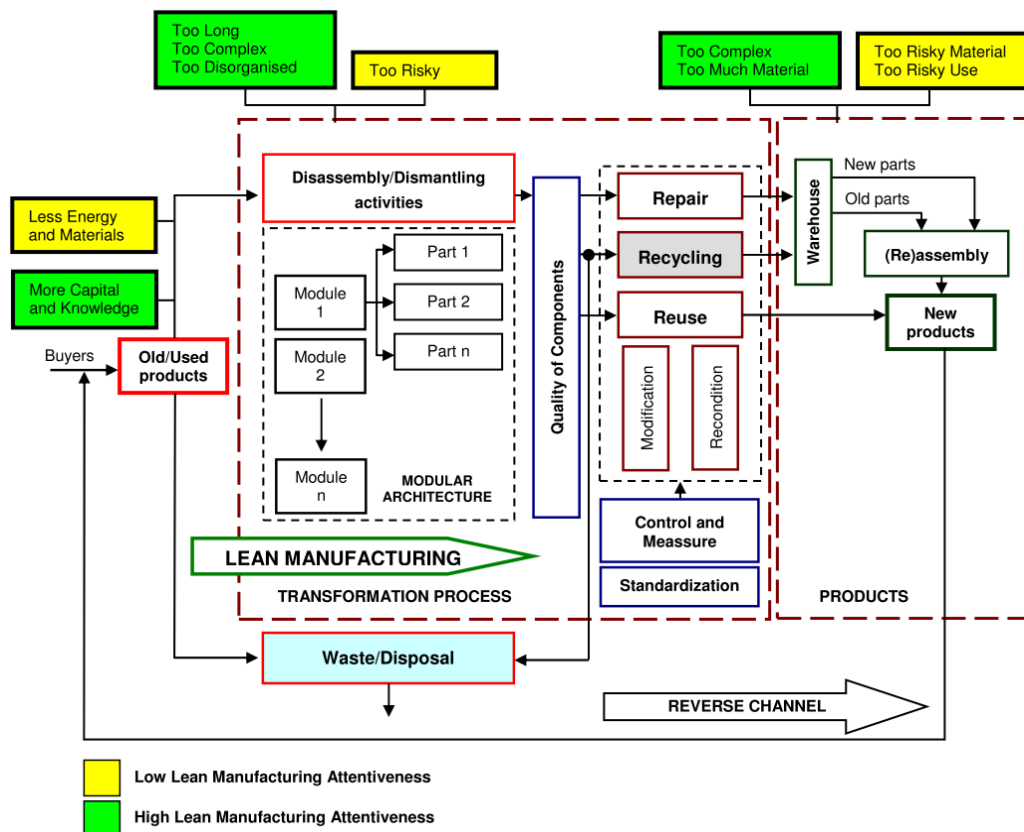 Too Long
Too Complex
Too Disorganised
Too Risky
Too Complex
Too Much Material
Too Risky Material
Too Risky Use
Less Energy
and Materials
More Capital
and Knowledge
Buyers
Old/Used
products
Disassembly/Dismantling
activities
Module
1
Module
2
Module
n
Part 1
Part 2
Part n
MODULAR
ARCHITECTURE
Quality of Components
Repair
Recycling
Reuse
Modification
Recondition
Control and
Meassure
Standardization
Warehouse
New parts
Old parts
(Re)assembly
New
products
LEAN MANUFACTURING
TRANSFORMATION PROCESS
PRODUCTS
Waste/Disposal
REVERSE CHANNEL
Low Lean Manufacturing Attentiveness
High Lean Manufacturing Attentiveness